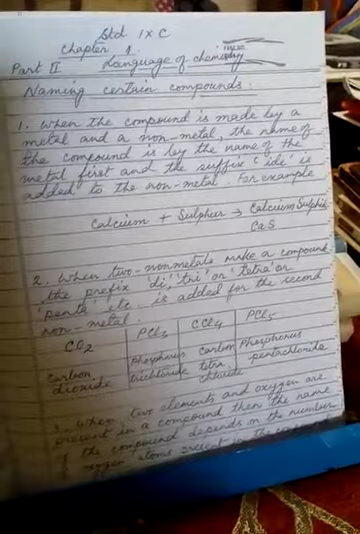 Std IX C
Chapter 1.
Part II Language of chemistry
Naming certain compounds.
1. When the compound is made by a
metal and a non-metal the name of
the compound is by the name of the
metal first and the suffix 'ide' is
added to the non-metal. For example
Calcium + Sulphur → Calcium Sulphide
CaS
2. When two-nonmetals make a compound
the prefix 'di', 'tri' or 'tetra' or
'penta' etc is added for the second
non-metal.
CO2 PCl3 CCl4 PCl5
carbon dioxide
Phosphorus trichloride
carbon tetra chloride
Phosphorus pentachloride
3. When two elements and oxygen are
present in a compound then the name
of the compound depends on the number
oxygen atoms present in the